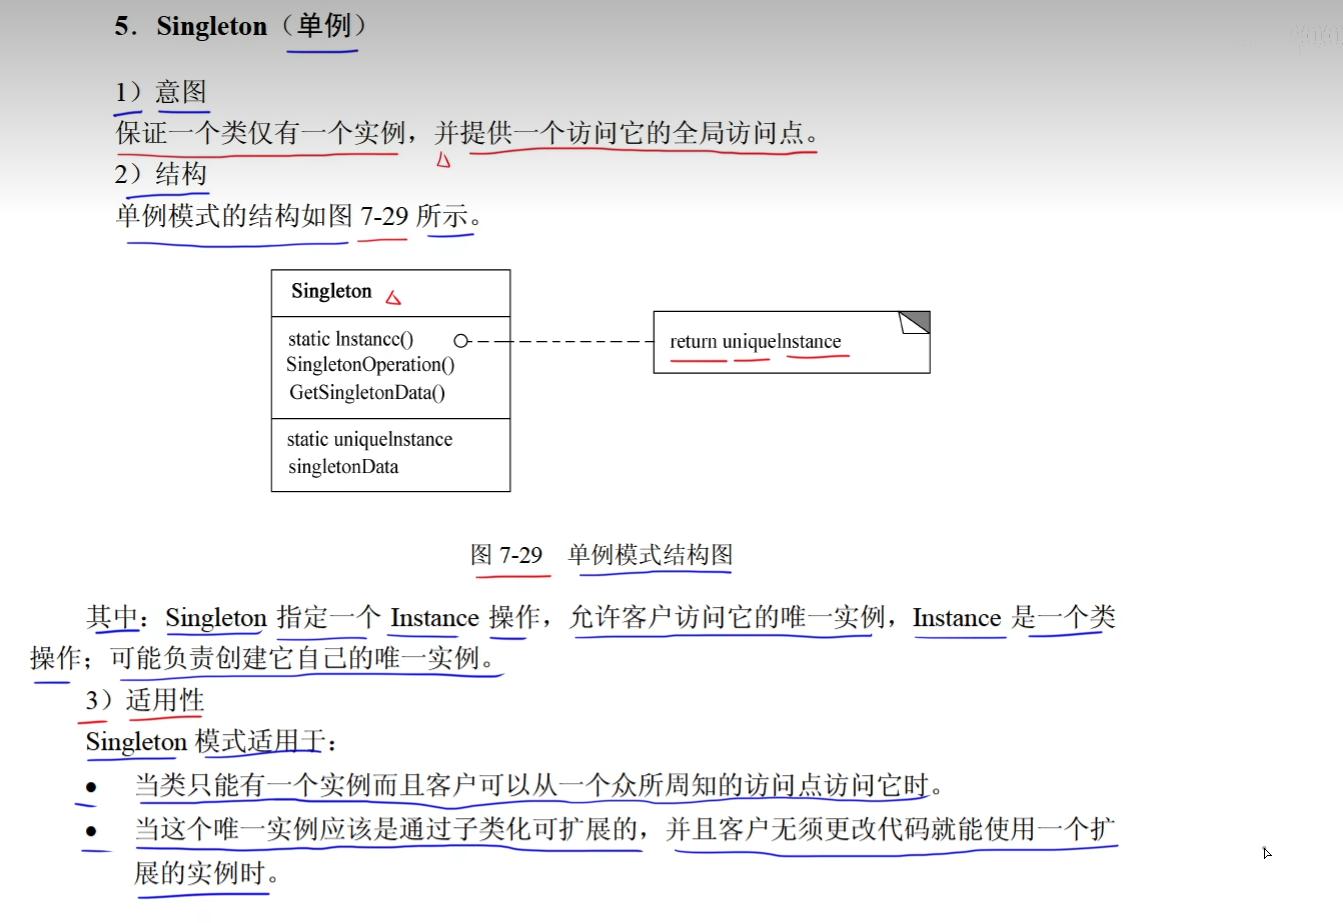 5. Singleton（单例）
1）意图
保证一个类仅有一个实例，并提供一个访问它的全局访问点。
2）结构
单例模式的结构如图 7-29 所示。
Singleton
static Instance()
SingletonOperation()
GetSingletonData()
return uniqueInstance
static uniqueInstance
singletonData
图 7-29 单例模式结构图
其中：Singleton 指定一个 Instance 操作，允许客户访问它的唯一实例，Instance 是一个类
操作；可能负责创建它自己的唯一实例。
3）适用性
Singleton 模式适用于：
● 当类只能有一个实例而且客户可以从一个众所周知的访问点访问它时。
● 当这个唯一实例应该是通过子类化可扩展的，并且客户无须更改代码就能使用一个扩
展的实例时。